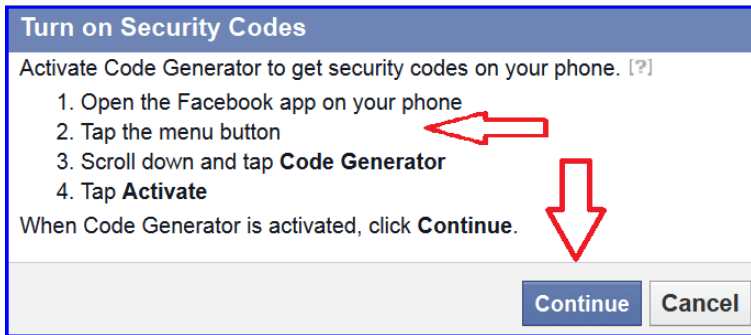 Turn on Security Codes
Activate Code Generator to get security codes on your phone. [?]
1. Open the Facebook app on your phone
2. Tap the menu button
3. Scroll down and tap Code Generator
4. Tap Activate
When Code Generator is activated, click Continue.
Continue Cancel